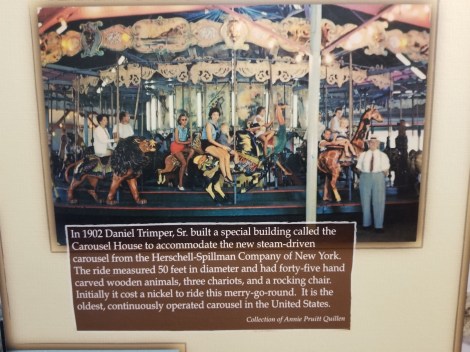 In 1902 Daniel Trimper, Sr. built a special building called the
Carousel House to accommodate the new steam-driven
carousel from the Herschell-Spillman Company of New York.
The ride measured 50 feet in diameter and had forty-five hand
carved wooden animals, three chariots, and a rocking chair.
Initially it cost a nickel to ride this merry-go-round. It is the
oldest, continuously operated carousel in the United States.
Collection of Annie Pruitt Quillen